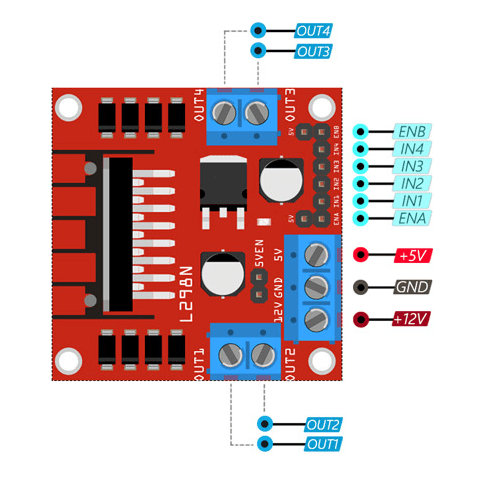 OUT4
OUT3
OUT4
OUT3
5V
ENB
IN4
IN3
IN2
IN1
5V
ENA
ENB
IN4
IN3
IN2
IN1
ENA
5VEN
5V
GND
12V
+5V
GND
+12V
L298N
OUT1
OUT2
OUT2
OUT1